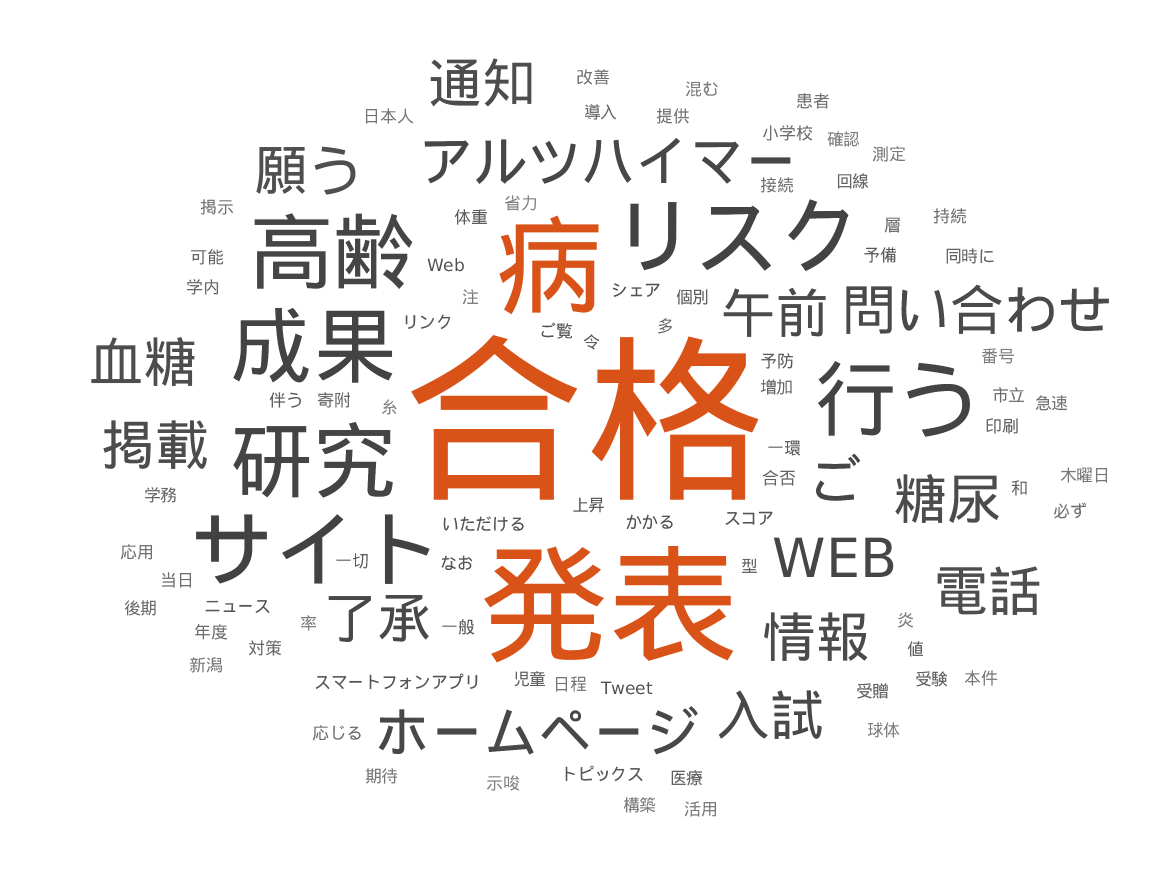 通知
改善
混む
患者
日本人
導入
提供
小学校
確認
アルツハイマー
測定
願う
接続
回線
掲示
体重
省力
リスク
層
持続
高齢
病
可能
Web
予備
同時に
学内
注
シェア
個別
午前
問い合わせ
成果
リンク
ご覧
令
多
血糖
合格
予防
増加
行う
番号
市立
急速
印刷
伴う
寄附
糸
掲載
研究
一環
合否
ご
糖尿
和
木曜日
必ず
学務
上昇
いただける
かかる
スコア
サイト
一切
なお
発表
型
WEB
応用
当日
電話
後期
ニュース
率
了承
一般
情報
炎
値
年度
対策
新潟
スマートフォンアプリ
児童
日程
Tweet
受贈
受験
本件
応じる
ホームページ
入試
球体
期待
示唆
トピックス
医療
構築
活用